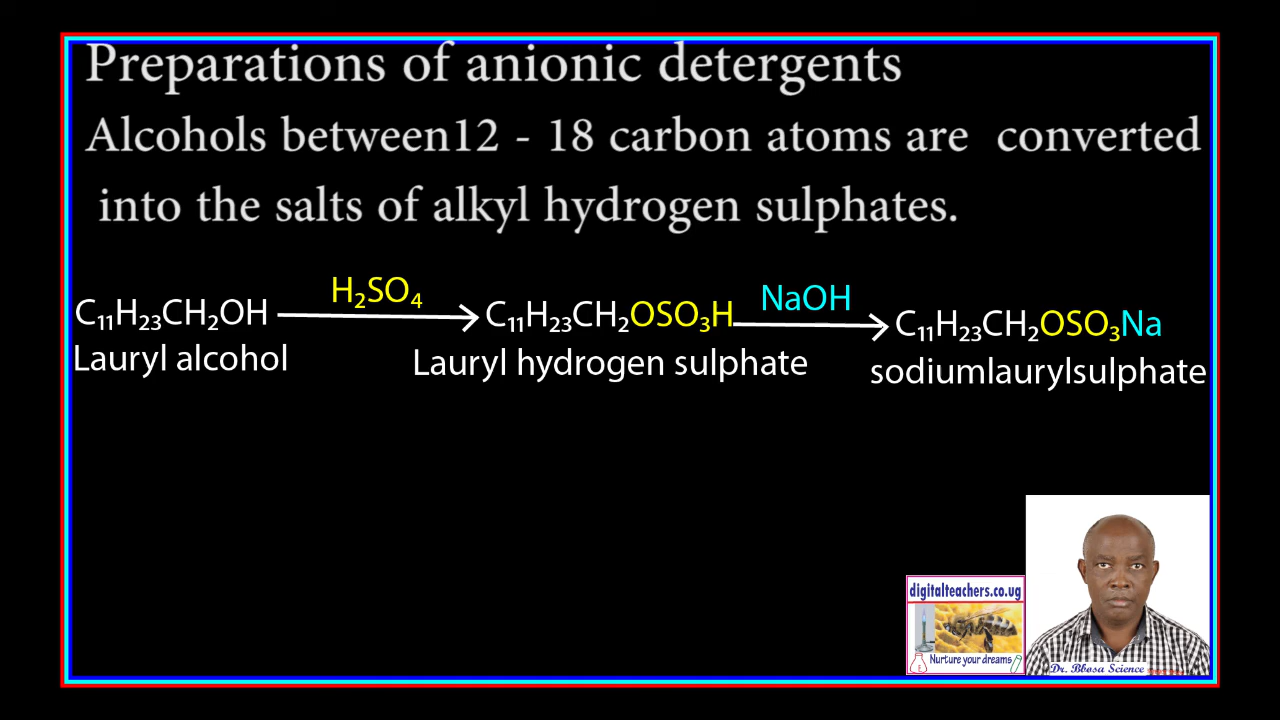 Preparations of anionic detergents
Alcohols between12 - 18 carbon atoms are converted
into the salts of alkyl hydrogen sulphates.
C₁₁H₂₃CH₂OH H₂SO₄ C₁₁H₂₃CH₂OSO₃H NaOH C₁₁H₂₃CH₂OSO₃Na
Lauryl alcohol Lauryl hydrogen sulphate sodiumlaurylsulphate
digitalteachers.co.ug
Nurture your dreams
Dr. Bbosa Science